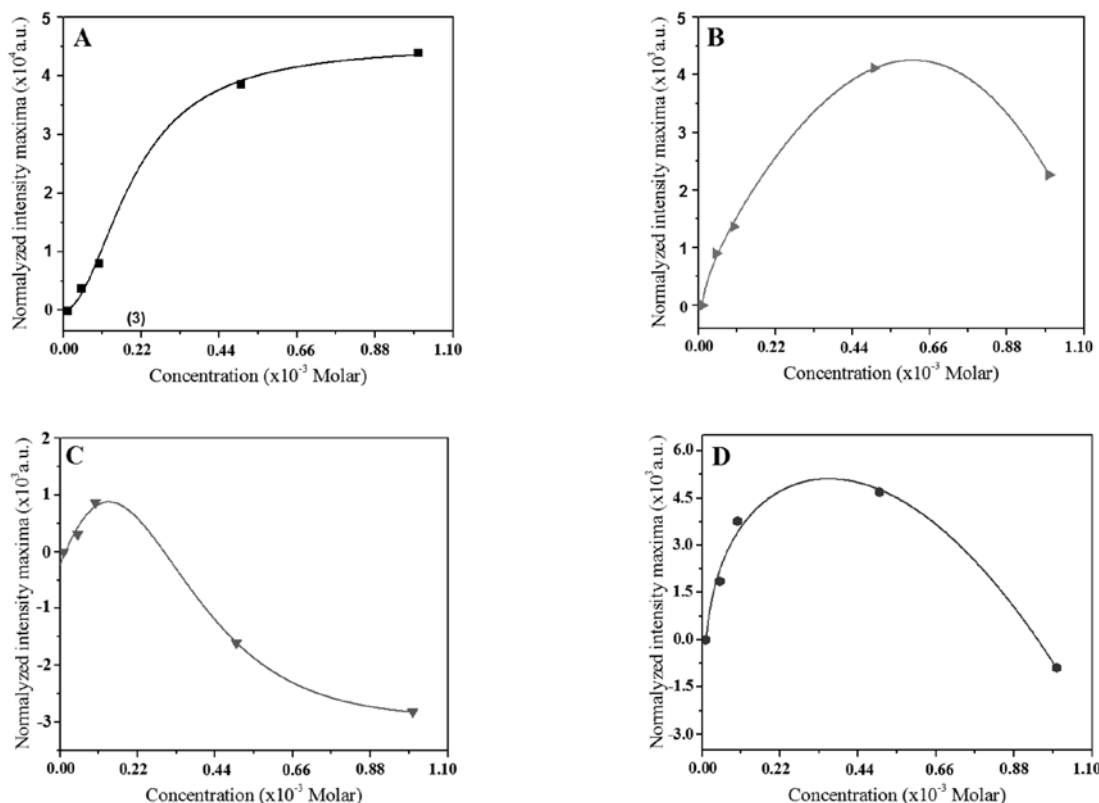 A
Normalized intensity maxima (x10⁴a.u.)
5
4
3
2
1
0
(3)
0.00 0.22 0.44 0.66 0.88 1.10
Concentration (x10⁻³ Molar)
B
Normalized intensity maxima (x10³a.u.)
5
4
3
2
1
0
0.00 0.22 0.44 0.66 0.88 1.10
Concentration (x10⁻³ Molar)
C
Normalized intensity maxima (x10³a.u.)
2
1
0
-1
-2
-3
0.00 0.22 0.44 0.66 0.88 1.10
Concentration (x10⁻³ Molar)
D
Normalized intensity maxima (x10³a.u.)
6.0
4.5
3.0
1.5
0.0
-1.5
-3.0
0.00 0.22 0.44 0.66 0.88 1.10
Concentration (x10⁻³ Molar)